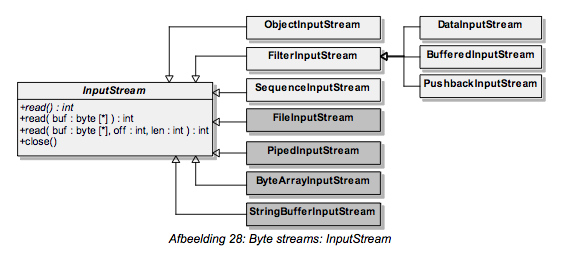 ObjectInputStream
DataInputStream
FilterInputStream
BufferedInputStream
PushbackInputStream
SequenceInputStream
InputStream
+read() : int
+read( buf : byte [*] ) : int
+read( buf : byte [*], off : int, len : int ) : int
+close()
FileInputStream
PipedInputStream
ByteArrayInputStream
StringBufferInputStream
Afbeelding 28: Byte streams: InputStream